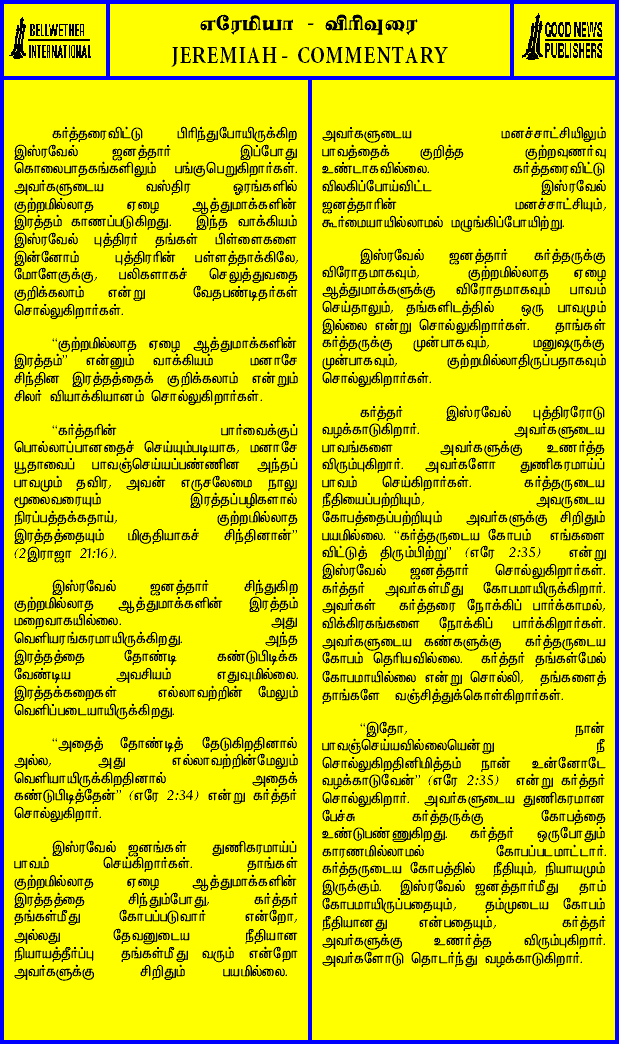 BELLWETHER
INTERNATIONAL
எரேமியா - விரிவுரை
JEREMIAH - COMMENTARY
GOOD NEWS
PUBLISHERS
கர்த்தரைவிட்டு பிரிந்துபோயிருக்கிற
இஸ்ரவேல் ஜனத்தார் இப்போது
கொலைபாதகங்களிலும் பங்குபெறுகிறார்கள்.
அவர்களுடைய வஸ்திர ஓரங்களில்
குற்றமில்லாத ஏழை ஆத்துமாக்களின்
இரத்தம் காணப்படுகிறது. இந்த வாக்கியம்
இஸ்ரவேல் புத்திரர் தங்கள் பிள்ளைகளை
இன்னோம் புத்திரரின் பள்ளத்தாக்கிலே,
மோளேகுக்கு, பலிகளாகச் செலுத்துவதை
குறிக்கலாம் என்று வேதபண்டிதர்கள்
சொல்லுகிறார்கள்.
“குற்றமில்லாத ஏழை ஆத்துமாக்களின்
இரத்தம்” என்னும் வாக்கியம் மனாசே
சிந்தின இரத்தத்தைக் குறிக்கலாம் என்றும்
சிலர் வியாக்கியானம் சொல்லுகிறார்கள்.
“கர்த்தரின் பார்வைக்குப்
பொல்லாப்பானதைச் செய்யும்படியாக, மனாசே
யூதாவைப் பாவஞ்செய்யப்பண்ணின அந்தப்
பாவமும் தவிர, அவன் எருசலேமை நாலு
மூலைவரையும் இரத்தப்பழிகளால்
நிரப்பத்தக்கதாய், குற்றமில்லாத
இரத்தத்தையும் மிகுதியாகச் சிந்தினான்”
(2இராஜா 21:16).
இஸ்ரவேல் ஜனத்தார் சிந்துகிற
குற்றமில்லாத ஆத்துமாக்களின் இரத்தம்
மறைவாகயில்லை. அது
வெளியரங்கரமாயிருக்கிறது. அந்த
இரத்தத்தை தோண்டி கண்டுபிடிக்க
வேண்டிய அவசியம் எதுவுமில்லை.
இரத்தக்கறைகள் எல்லாவற்றின் மேலும்
வெளிப்படையாயிருக்கிறது.
“அதைத் தோண்டித் தேடுகிறதினால்
அல்ல, அது எல்லாவற்றின்மேலும்
வெளியாயிருக்கிறதினால் அதைக்
கண்டுபிடித்தேன்” (எரே 2:34) என்று கர்த்தர்
சொல்லுகிறார்.
இஸ்ரவேல் ஜனங்கள் துணிகரமாய்ப்
பாவம் செய்கிறார்கள். தாங்கள்
குற்றமில்லாத ஏழை ஆத்துமாக்களின்
இரத்தத்தை சிந்தும்போது, கர்த்தர்
தங்கள்மீது கோபப்படுவார் என்றோ,
அல்லது தேவனுடைய நீதியான
நியாயத்தீர்ப்பு தங்கள்மீது வரும் என்றோ
அவர்களுக்கு சிறிதும் பயமில்லை.
அவர்களுடைய மனச்சாட்சியிலும்
பாவத்தைக் குறித்த குற்றவுணர்வு
உண்டாகவில்லை. கர்த்தரைவிட்டு
விலகிப்போய்விட்ட இஸ்ரவேல்
ஜனத்தாரின் மனச்சாட்சியும்,
கூர்மையாயில்லாமல் மழுங்கிப்போயிற்று.
இஸ்ரவேல் ஜனத்தார் கர்த்தருக்கு
விரோதமாகவும், குற்றமில்லாத ஏழை
ஆத்துமாக்களுக்கு விரோதமாகவும் பாவம்
செய்தாலும், தங்களிடத்தில் ஒரு பாவமும்
இல்லை என்று சொல்லுகிறார்கள். தாங்கள்
கர்த்தருக்கு முன்பாகவும், மனுஷருக்கு
முன்பாகவும், குற்றமில்லாதிருப்பதாகவும்
சொல்லுகிறார்கள்.
கர்த்தர் இஸ்ரவேல் புத்திரரோடு
வழக்காடுகிறார். அவர்களுடைய
பாவங்களை அவர்களுக்கு உணர்த்த
விரும்புகிறார். அவர்களோ துணிகரமாய்ப்
பாவம் செய்கிறார்கள். கர்த்தருடைய
நீதியைப்பற்றியும், அவருடைய
கோபத்தைப்பற்றியும் அவர்களுக்கு சிறிதும்
பயமில்லை. “கர்த்தருடைய கோபம் எங்களை
விட்டுத் திரும்பிற்று” (எரே 2:35) என்று
இஸ்ரவேல் ஜனத்தார் சொல்லுகிறார்கள்.
கர்த்தர் அவர்கள்மீது கோபமாயிருக்கிறார்.
அவர்கள் கர்த்தரை நோக்கிப் பார்க்காமல்,
விக்கிரகங்களை நோக்கிப் பார்க்கிறார்கள்.
அவர்களுடைய கண்களுக்கு கர்த்தருடைய
கோபம் தெரியவில்லை. கர்த்தர் தங்கள்மேல்
கோபமாயில்லை என்று சொல்லி, தங்களைத்
தாங்களே வஞ்சித்துக்கொள்கிறார்கள்.
“இதோ, நான்
பாவஞ்செய்யவில்லையென்று நீ
சொல்லுகிறதினிமித்தம் நான் உன்னோடே
வழக்காடுவேன்” (எரே 2:35) என்று கர்த்தர்
சொல்லுகிறார். அவர்களுடைய துணிகரமான
பேச்சு கர்த்தருக்கு கோபத்தை
உண்டுபண்ணுகிறது. கர்த்தர் ஒருபோதும்
காரணமில்லாமல் கோபப்படமாட்டார்.
கர்த்தருடைய கோபத்தில் நீதியும், நியாயமும்
இருக்கும். இஸ்ரவேல் ஜனத்தார்மீது தாம்
கோபமாயிருப்பதையும், தம்முடைய கோபம்
நீதியானது என்பதையும், கர்த்தர்
அவர்களுக்கு உணர்த்த விரும்புகிறார்.
அவர்களோடு தொடர்ந்து வழக்காடுகிறார்.